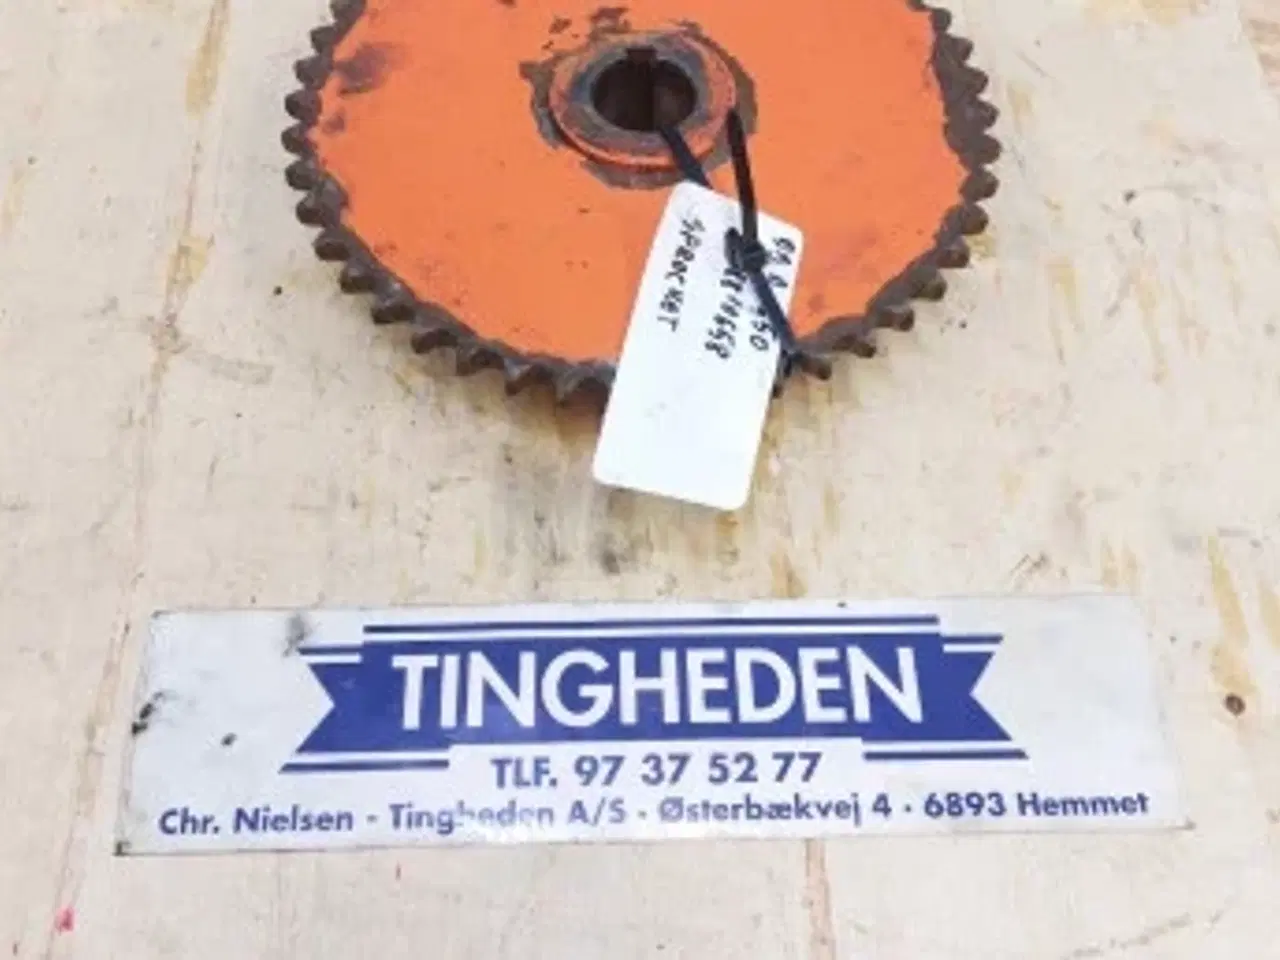 SPROCKET
TINGHEDEN
TLF. 97 37 52 77
Chr. Nielsen - Tingheden A/S - Østerbækvej 4 · 6893 Hemmet